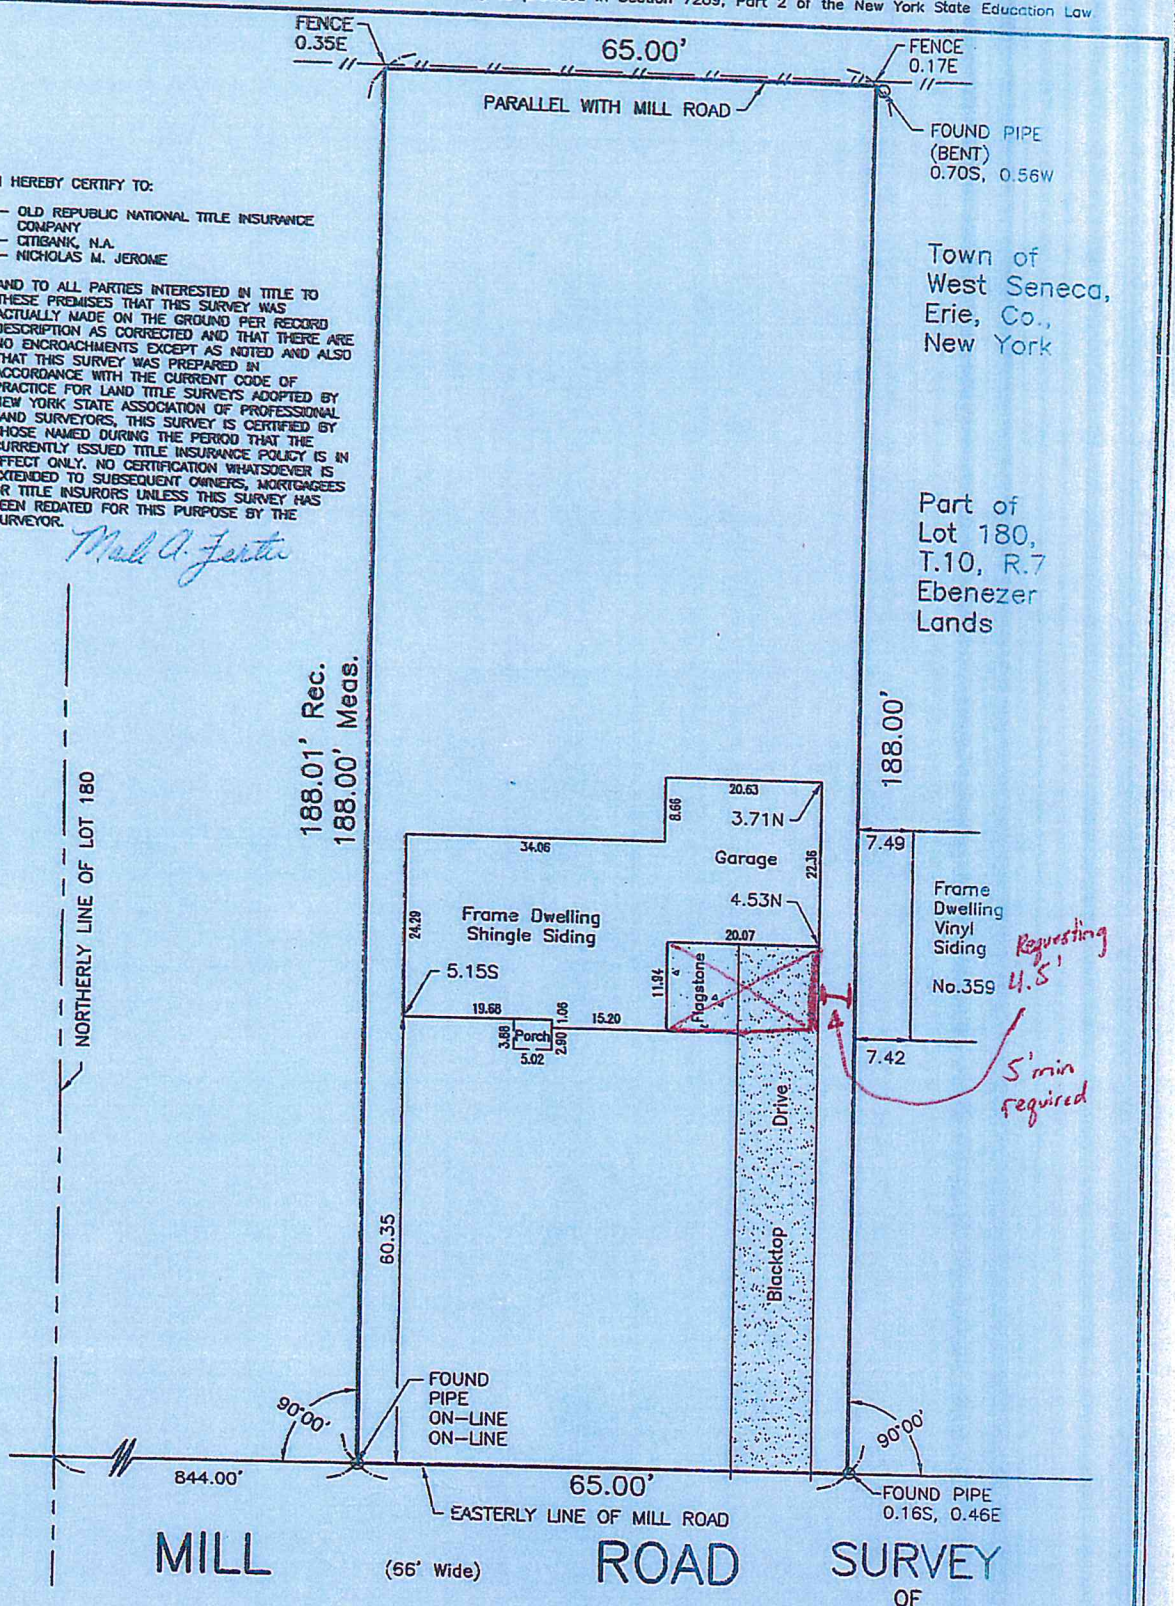 Section 7209, Part 2 of the New York State Education Law.
FENCE
0.35E
65.00'
FENCE
0.17E
PARALLEL WITH MILL ROAD
FOUND PIPE
(BENT)
0.70S, 0.56W
HEREBY CERTIFY TO:
– OLD REPUBLIC NATIONAL TITLE INSURANCE
COMPANY
– CITIBANK, N.A.
– NICHOLAS M. JEROME
AND TO ALL PARTIES INTERESTED IN TITLE TO
THESE PREMISES THAT THIS SURVEY WAS
ACTUALLY MADE ON THE GROUND PER RECORD
DESCRIPTION AS CORRECTED AND THAT THERE ARE
NO ENCROACHMENTS EXCEPT AS NOTED AND ALSO
THAT THIS SURVEY WAS PREPARED IN
ACCORDANCE WITH THE CURRENT CODE OF
PRACTICE FOR LAND TITLE SURVEYS ADOPTED BY
EW YORK STATE ASSOCIATION OF PROFESSIONAL
AND SURVEYORS, THIS SURVEY IS CERTIFIED BY
HOSE NAMED DURING THE PERIOD THAT THE
URRENTLY ISSUED TITLE INSURANCE POLICY IS IN
FFECT ONLY. NO CERTIFICATION WHATSOEVER IS
XTENDED TO SUBSEQUENT OWNERS, MORTGAGEES
R TITLE INSURORS UNLESS THIS SURVEY HAS
EEN REDATED FOR THIS PURPOSE BY THE
URVEYOR.
Town of
West Seneca,
Erie, Co.,
New York
Part of
Lot 180,
T.10, R.7
Ebenezer
Lands
188.01' Rec.
188.00' Meas.
188.00'
NORTHERLY LINE OF LOT 180
20.63
8.66
3.71N
34.06
Garage
22.36
7.49
24.29
4.53N
Frame Dwelling
Shingle Siding
20.07
Frame
Dwelling
Vinyl
Siding
No.359
Requesting
4.5'
5.15S
11.94
Flagstone
4
19.68
1.06
15.20
3.88
Porch
2.90
5.02
7.42
5' min
required
Drive
Blacktop
60.35
FOUND
PIPE
ON-LINE
ON-LINE
90°00'
90°00'
844.00'
65.00'
EASTERLY LINE OF MILL ROAD
FOUND PIPE
0.16S, 0.46E
MILL (66' Wide) ROAD
SURVEY
OF